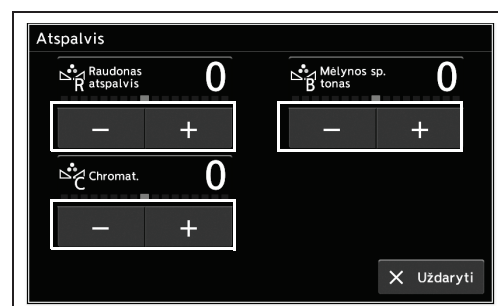 Atspalvis
R Raudonas
atspalvis
0
− +
B Mėlynos sp.
tonas
0
− +
C Chromat.
0
− +
× Uždaryti